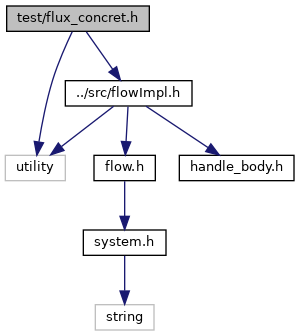 test/flux_concret.h
../src/flowImpl.h
utility
flow.h
handle_body.h
system.h
string